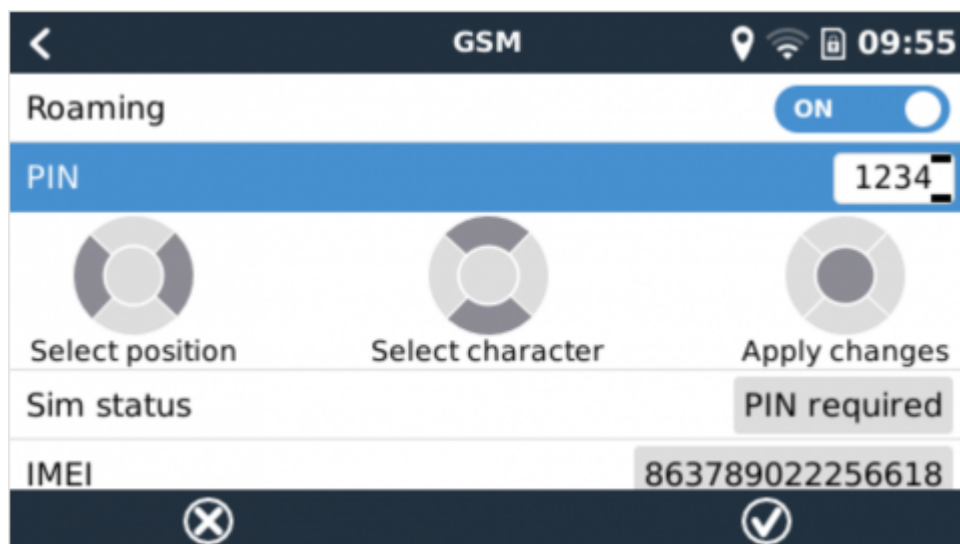 GSM 09:55
Roaming ON
PIN 1234
Select position Select character Apply changes
Sim status PIN required
IMEI 863789022256618